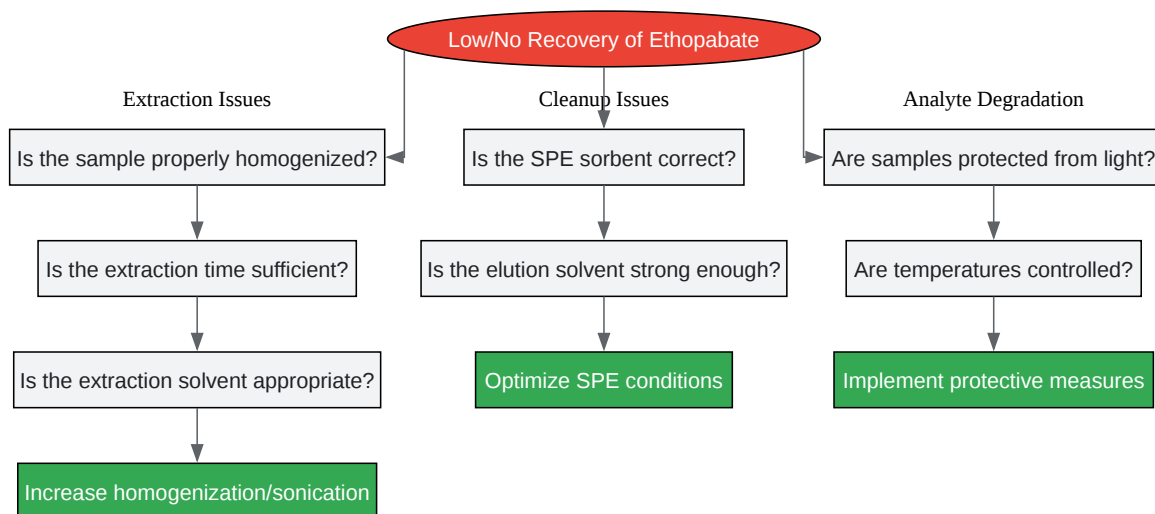 Low/No Recovery of Ethopabate
Extraction Issues
Cleanup Issues
Analyte Degradation
Is the sample properly homogenized?
Is the SPE sorbent correct?
Are samples protected from light?
Is the extraction time sufficient?
Is the elution solvent strong enough?
Are temperatures controlled?
Is the extraction solvent appropriate?
Optimize SPE conditions
Implement protective measures
Increase homogenization/sonication